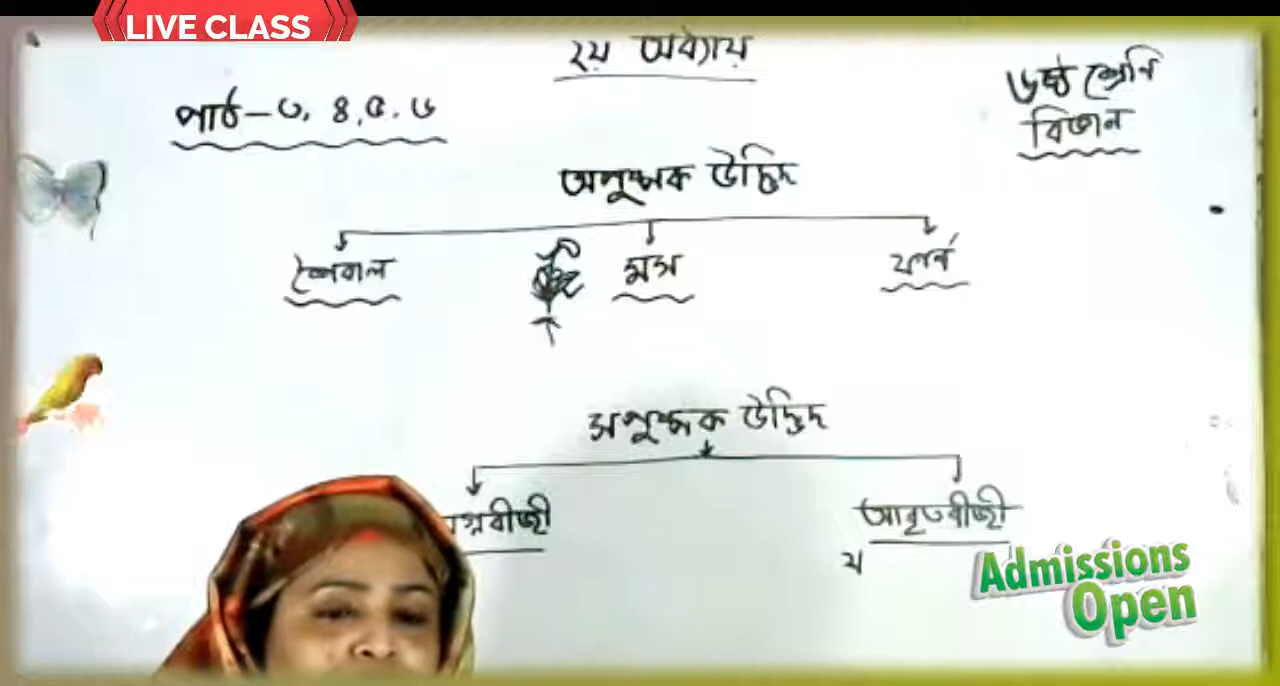 LIVE CLASS
২য় অধ্যায়
৬ষ্ঠ শ্রেণি
বিজ্ঞান
পাঠ-৩, ৪, ৫, ৬
অপুষ্পক উদ্ভিদ
শৈবাল মস ফার্ন
সপুষ্পক উদ্ভিদ
গ্নবীজী আবৃতবীজী
Admissions
Open